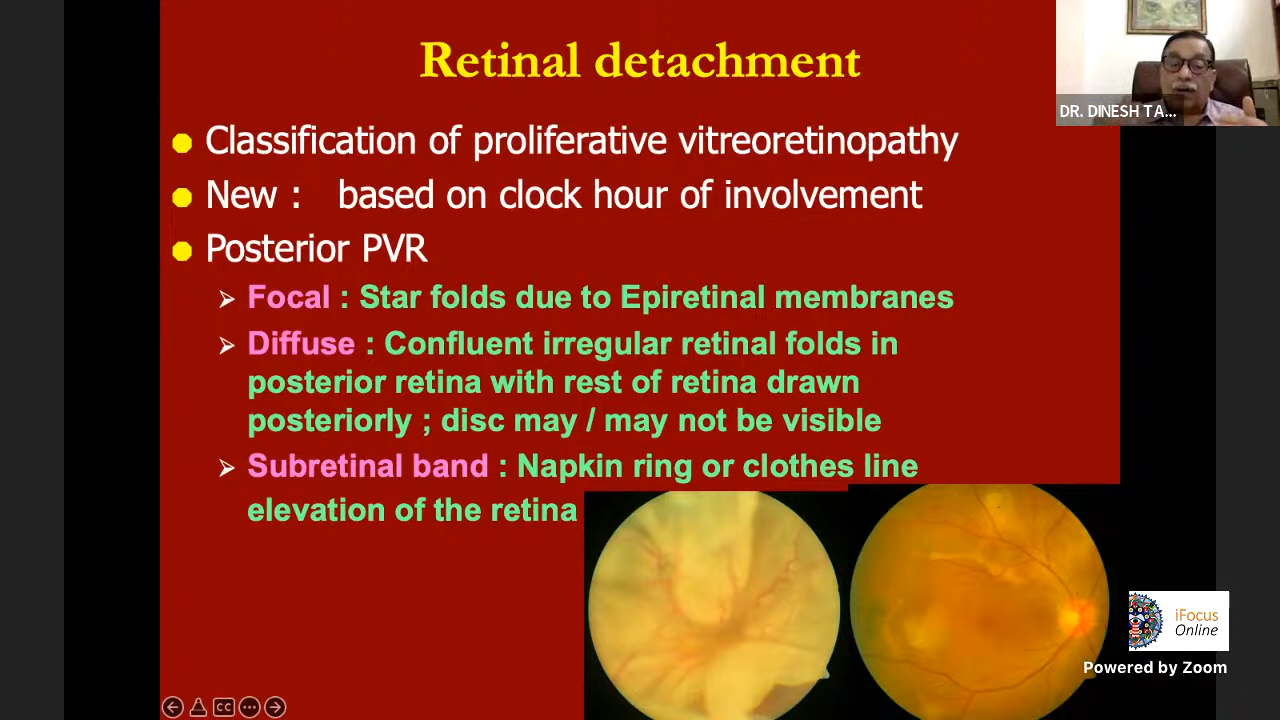 Retinal detachment
DR. DINESH TA...
Classification of proliferative vitreoretinopathy
New : based on clock hour of involvement
Posterior PVR
Focal : Star folds due to Epiretinal membranes
Diffuse : Confluent irregular retinal folds in
posterior retina with rest of retina drawn
posteriorly ; disc may / may not be visible
Subretinal band : Napkin ring or clothes line
elevation of the retina
iFocus
Online
Powered by Zoom
CC